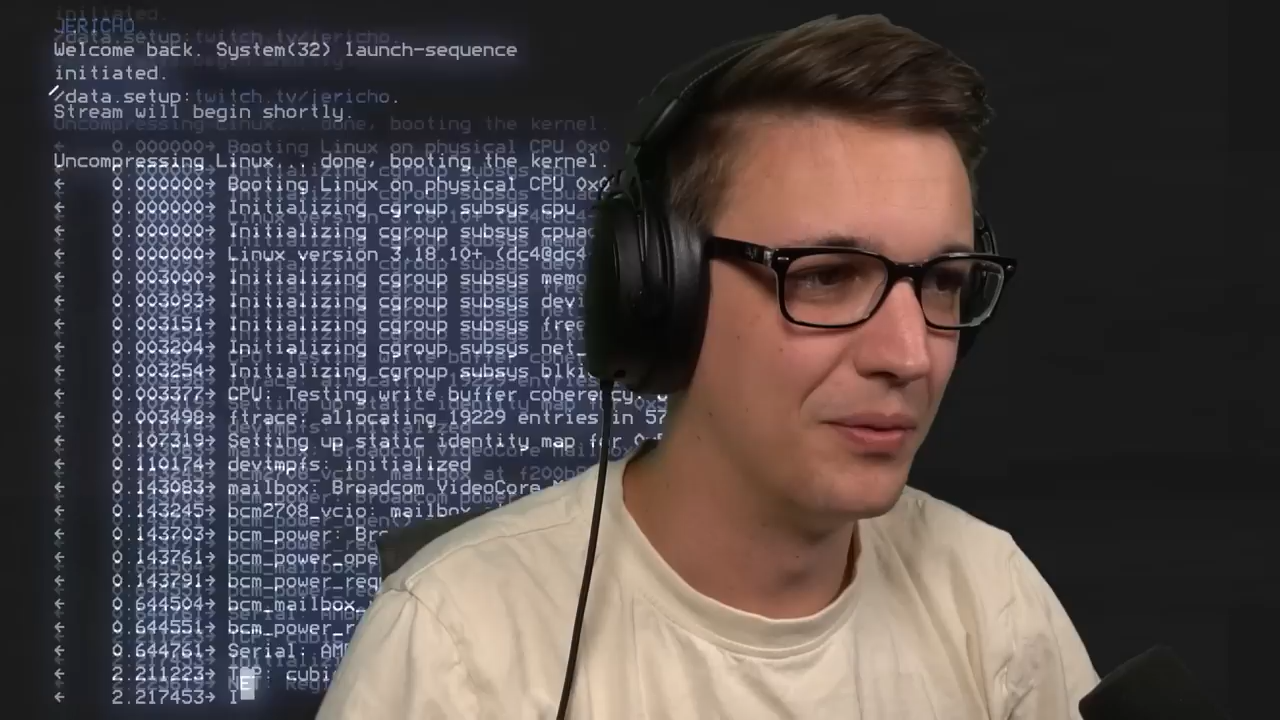 JERICHO
Welcome back. System(32) launch-sequence
initiated.
/data.setup:twitch.tv/jericho.
Stream will begin shortly.
Uncompressing Linux... done, booting the kernel.
← 0.000000→ Booting Linux on physical CPU 0x0
← 0.000000→ Initializing cgroup subsys cpu
← 0.000000→ Initializing cgroup subsys cpuac
← 0.000000→ Linux version 3.18.10+ (dc4@dc4-
← 0.003000→ Initializing cgroup subsys memo
← 0.003093→ Initializing cgroup subsys devi
← 0.003151→ Initializing cgroup subsys free
← 0.003204→ Initializing cgroup subsys net_
← 0.003254→ Initializing cgroup subsys blki
← 0.003377→ CPU: Testing write buffer coherency:
← 0.003498→ ftrace: allocating 19229 entries in 57
← 0.107319→ Setting up static identity map for
← 0.110174→ devtmpfs: initialized
← 0.143083→ mailbox: Broadcom VideoCore
← 0.143245→ bcm2708_vcio: mailbox
← 0.143703→ bcm_power: Bro
← 0.143761→ bcm_power_ope
← 0.143791→ bcm_power_req
← 0.644504→ bcm_mailbox_
← 0.644551→ bcm_power_r
← 0.644761→ Serial: AMB
← 2.211223→ TCP: cubi
← 2.217453→ I